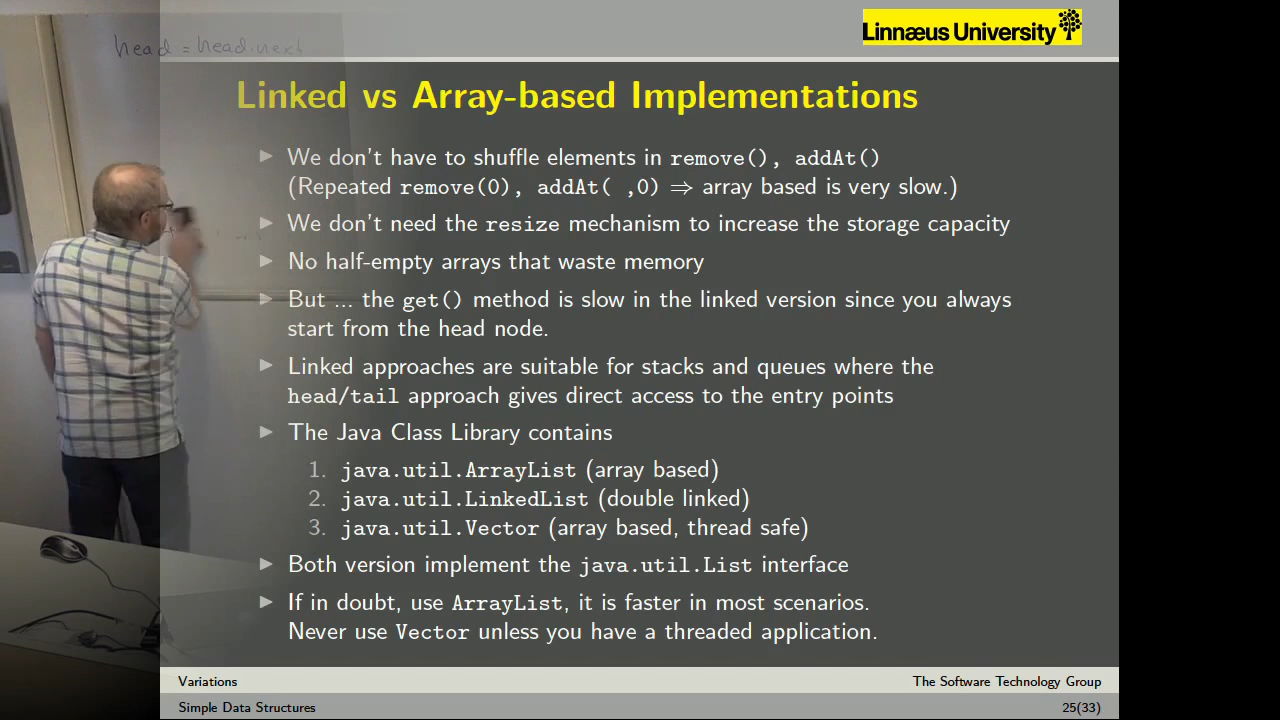 head = head.next
Linnæus University
Linked vs Array-based Implementations
We don't have to shuffle elements in remove(), addAt()
(Repeated remove(0), addAt( ,0) ⇒ array based is very slow.)
We don't need the resize mechanism to increase the storage capacity
No half-empty arrays that waste memory
But ... the get() method is slow in the linked version since you always
start from the head node.
Linked approaches are suitable for stacks and queues where the
head/tail approach gives direct access to the entry points
The Java Class Library contains
1. java.util.ArrayList (array based)
2. java.util.LinkedList (double linked)
3. java.util.Vector (array based, thread safe)
Both version implement the java.util.List interface
If in doubt, use ArrayList, it is faster in most scenarios.
Never use Vector unless you have a threaded application.
Variations
The Software Technology Group
Simple Data Structures
25(33)